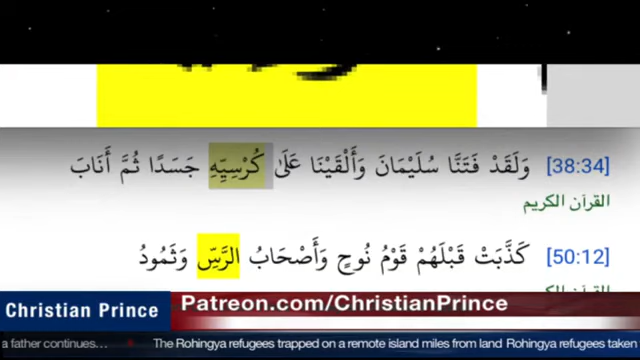 وَلَقَدْ فَتَنَّا سُلَيْمَانَ وَأَلْقَيْنَا عَلَىٰ كُرْسِيِّهِ جَسَدًا ثُمَّ أَنَابَ [38:34]
القرآن الكريم
كَذَّبَتْ قَبْلَهُمْ قَوْمُ نُوحٍ وَأَصْحَابُ الرَّسِّ وَثَمُودُ [50:12]
Christian Prince
Patreon.com/ChristianPrince
a father continues... The Rohingya refugees trapped on a remote island miles from land Rohingya refugees taken